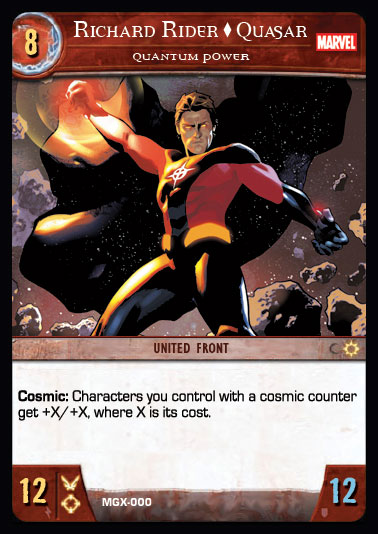 8
Richard Rider ♦ Quasar
MARVEL
QUANTUM POWER
UNITED FRONT
C
Cosmic: Characters you control with a cosmic counter
get +X/+X, where X is its cost.
12
MGX-000
12